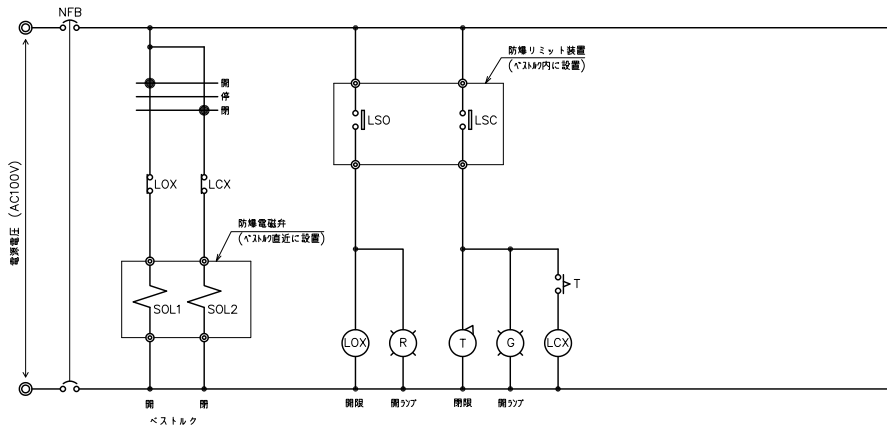 NFB
防爆リミット装置
(ベストルク内に設置)
開
停
閉
LSO
LSC
LOX
LCX
電源電圧 (AC100V)
防爆電磁弁
(ベストルク直近に設置)
T
SOL1
SOL2
LOX
R
T
G
LCX
開
閉
開限
開ランプ
閉限
開ランプ
ベストルク